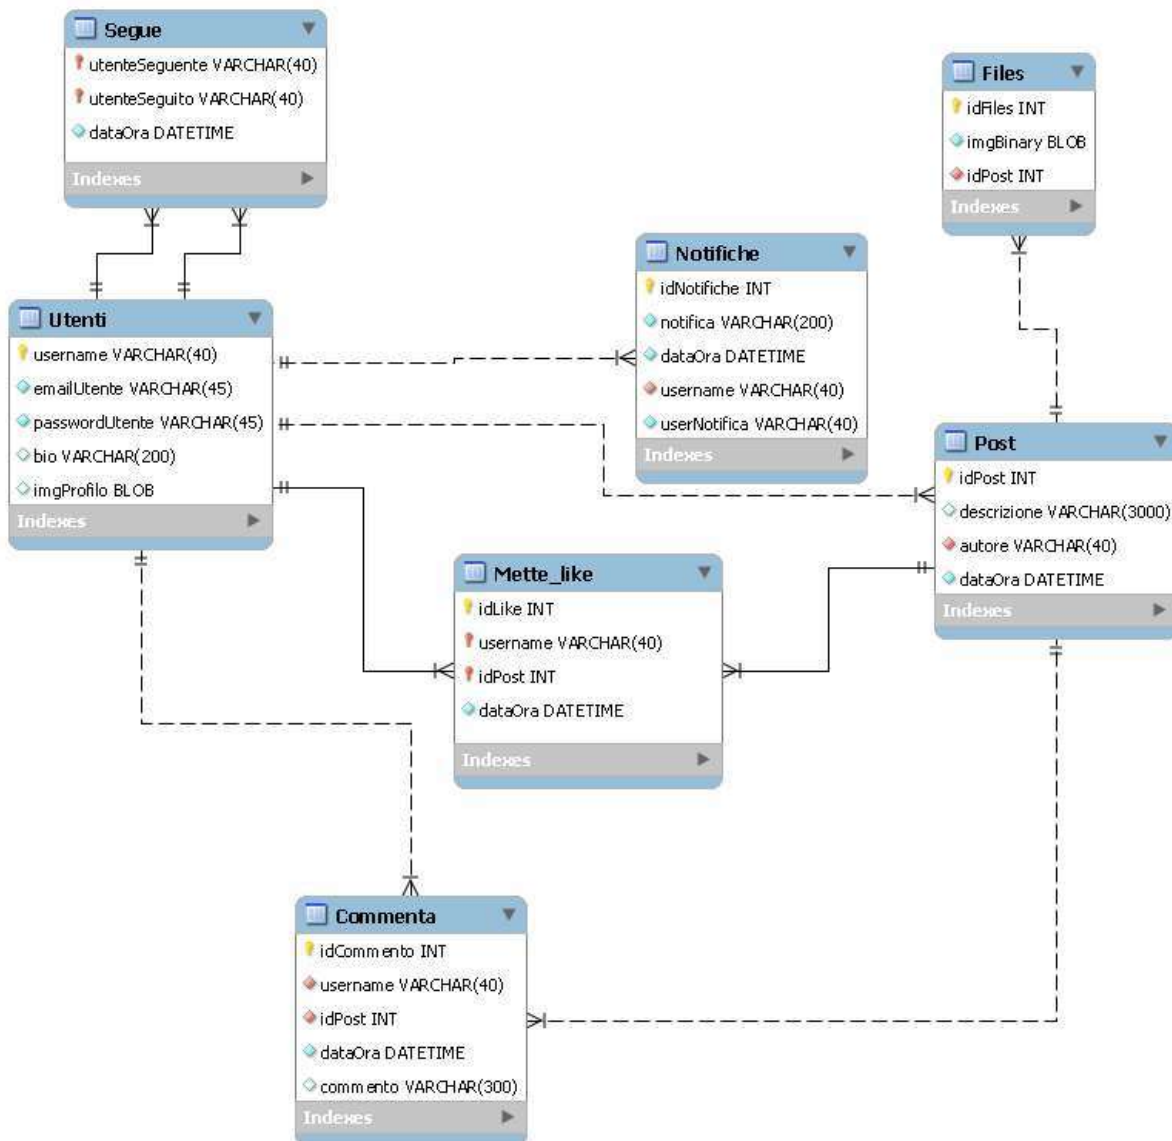 Segue
utenteSeguente VARCHAR(40)
utenteSeguito VARCHAR(40)
dataOra DATETIME
Indexes
Files
idFiles INT
imgBinary BLOB
idPost INT
Indexes
Notifiche
idNotifiche INT
notifica VARCHAR(200)
dataOra DATETIME
username VARCHAR(40)
userNotifica VARCHAR(40)
Indexes
Utenti
username VARCHAR(40)
emailUtente VARCHAR(45)
passwordUtente VARCHAR(45)
bio VARCHAR(200)
imgProfilo BLOB
Indexes
Post
idPost INT
descrizione VARCHAR(3000)
autore VARCHAR(40)
dataOra DATETIME
Indexes
Mette_like
idLike INT
username VARCHAR(40)
idPost INT
dataOra DATETIME
Indexes
Commenta
idCommento INT
username VARCHAR(40)
idPost INT
dataOra DATETIME
commento VARCHAR(300)
Indexes